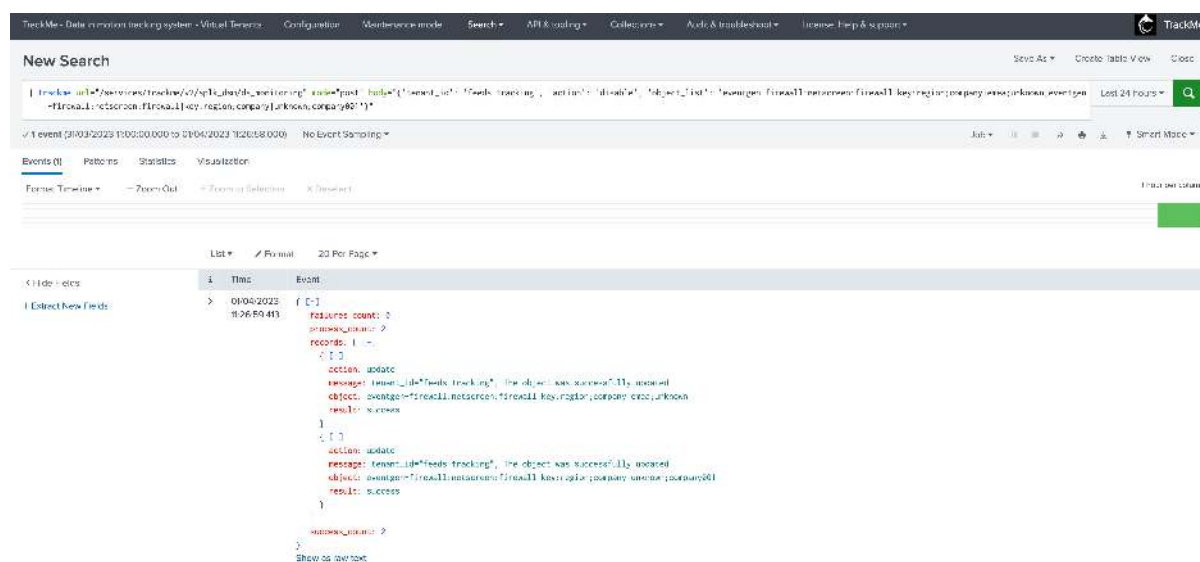 TrackMe - Data in motion tracking system - Virtual Tenants Configuration Maintenance mode Search API & tooling Collections Audit & troubleshoot License, Help & support TrackMe
New Search Save As Create Table View Close
| trackme url="/services/trackme/v2/splk_dsm/ds_monitoring" mode="post" body="{'tenant_id': 'feeds-tracking', 'action': 'disable', 'object_list': 'eventgen-firewall:netscreen:firewall|key:region;company|emea;unknown,eventgen
-firewall:netscreen:firewall|key:region;company|unknown;company001'}"
Last 24 hours
✓ 1 event (31/03/2023 11:00:00.000 to 01/04/2023 11:26:58.000) No Event Sampling Job Smart Mode
Events (1) Patterns Statistics Visualization
Format Timeline – Zoom Out + Zoom to Selection × Deselect 1 hour per column
List Format 20 Per Page
< Hide Fields i Time Event
+ Extract New Fields > 01/04/2023 { [-]
11:26:59.413 failures_count: 0
process_count: 2
records: [ [-]
{ [-]
action: update
message: tenant_id="feeds-tracking", The object was successfully updated
object: eventgen-firewall:netscreen:firewall|key:region;company|emea;unknown
result: success
}
{ [-]
action: update
message: tenant_id="feeds-tracking", The object was successfully updated
object: eventgen-firewall:netscreen:firewall|key:region;company|unknown;company001
result: success
}
success_count: 2
}
Show as raw text